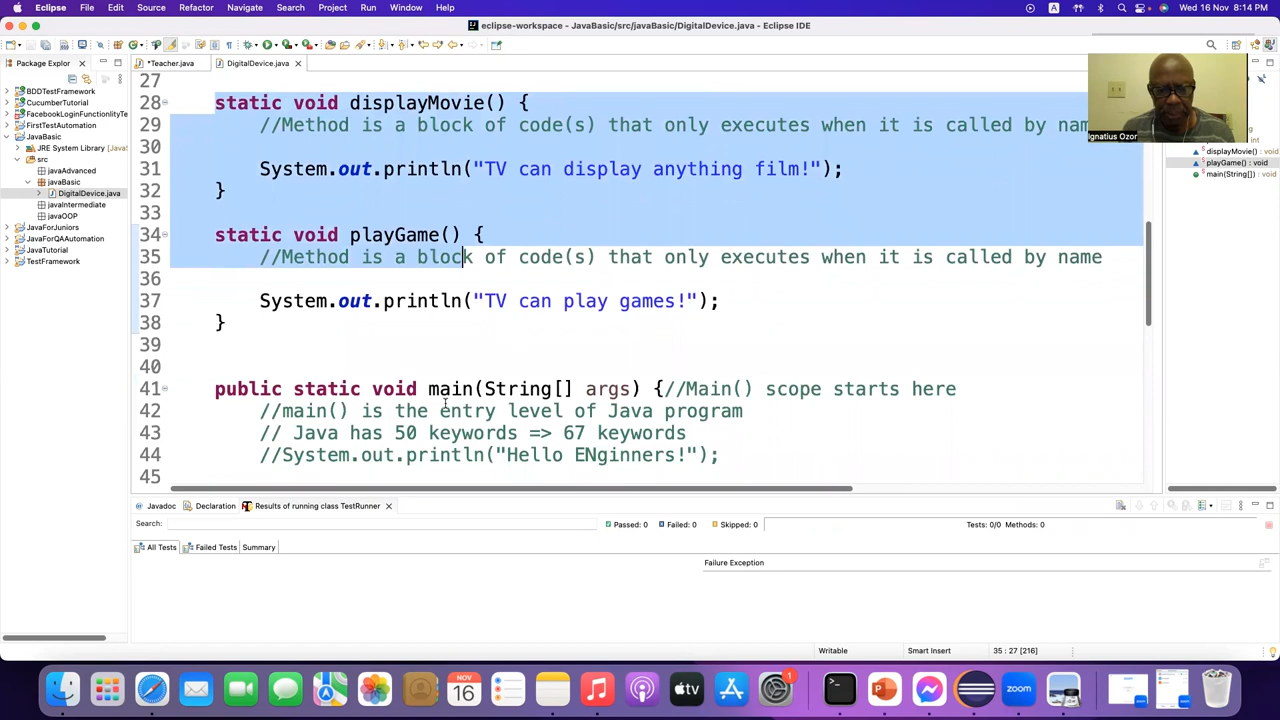 Eclipse File Edit Source Refactor Navigate Search Project Run Window Help A Wed 16 Nov 8:14 PM
eclipse-workspace - JavaBasic/src/javaBasic/DigitalDevice.java - Eclipse IDE
Package Explor
*Teacher.java DigitalDevice.java
BDDTestFramework
CucumberTutorial
FacebookLoginFunctionlityTe
FirstTestAutomation
JavaBasic
JRE System Library [Java
src
javaAdvanced
javaBasic
DigitalDevice.java
javaIntermediate
javaOOP
JavaForJuniors
JavaForQAAutomation
JavaTutorial
TestFramework
27
28 static void displayMovie() {
29 //Method is a block of code(s) that only executes when it is called by name
30
31 System.out.println("TV can display anything film!");
32 }
33
34 static void playGame() {
35 //Method is a block of code(s) that only executes when it is called by name
36
37 System.out.println("TV can play games!");
38 }
39
40
41 public static void main(String[] args) {//Main() scope starts here
42 //main() is the entry level of Java program
43 // Java has 50 keywords => 67 keywords
44 //System.out.println("Hello ENginners!");
45
Ignatius Ozor
int
displayMovie() : void
playGame() : void
main(String[]) : void
Javadoc Declaration Results of running class TestRunner
Search: Passed: 0 Failed: 0 Skipped: 0 Tests: 0/0 Methods: 0
All Tests Failed Tests Summary
Failure Exception
Writable Smart Insert 35 : 27 [216]
NOV
16
tv
1
zoom